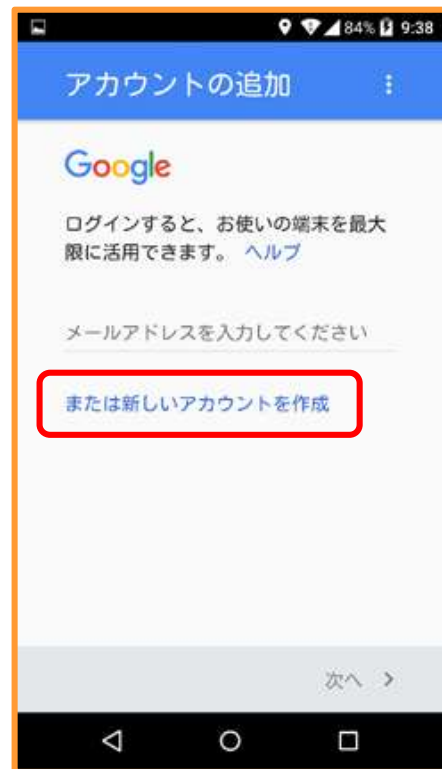 84% 9:38
アカウントの追加
Google
ログインすると、お使いの端末を最大
限に活用できます。 ヘルプ
メールアドレスを入力してください
または新しいアカウントを作成
次へ